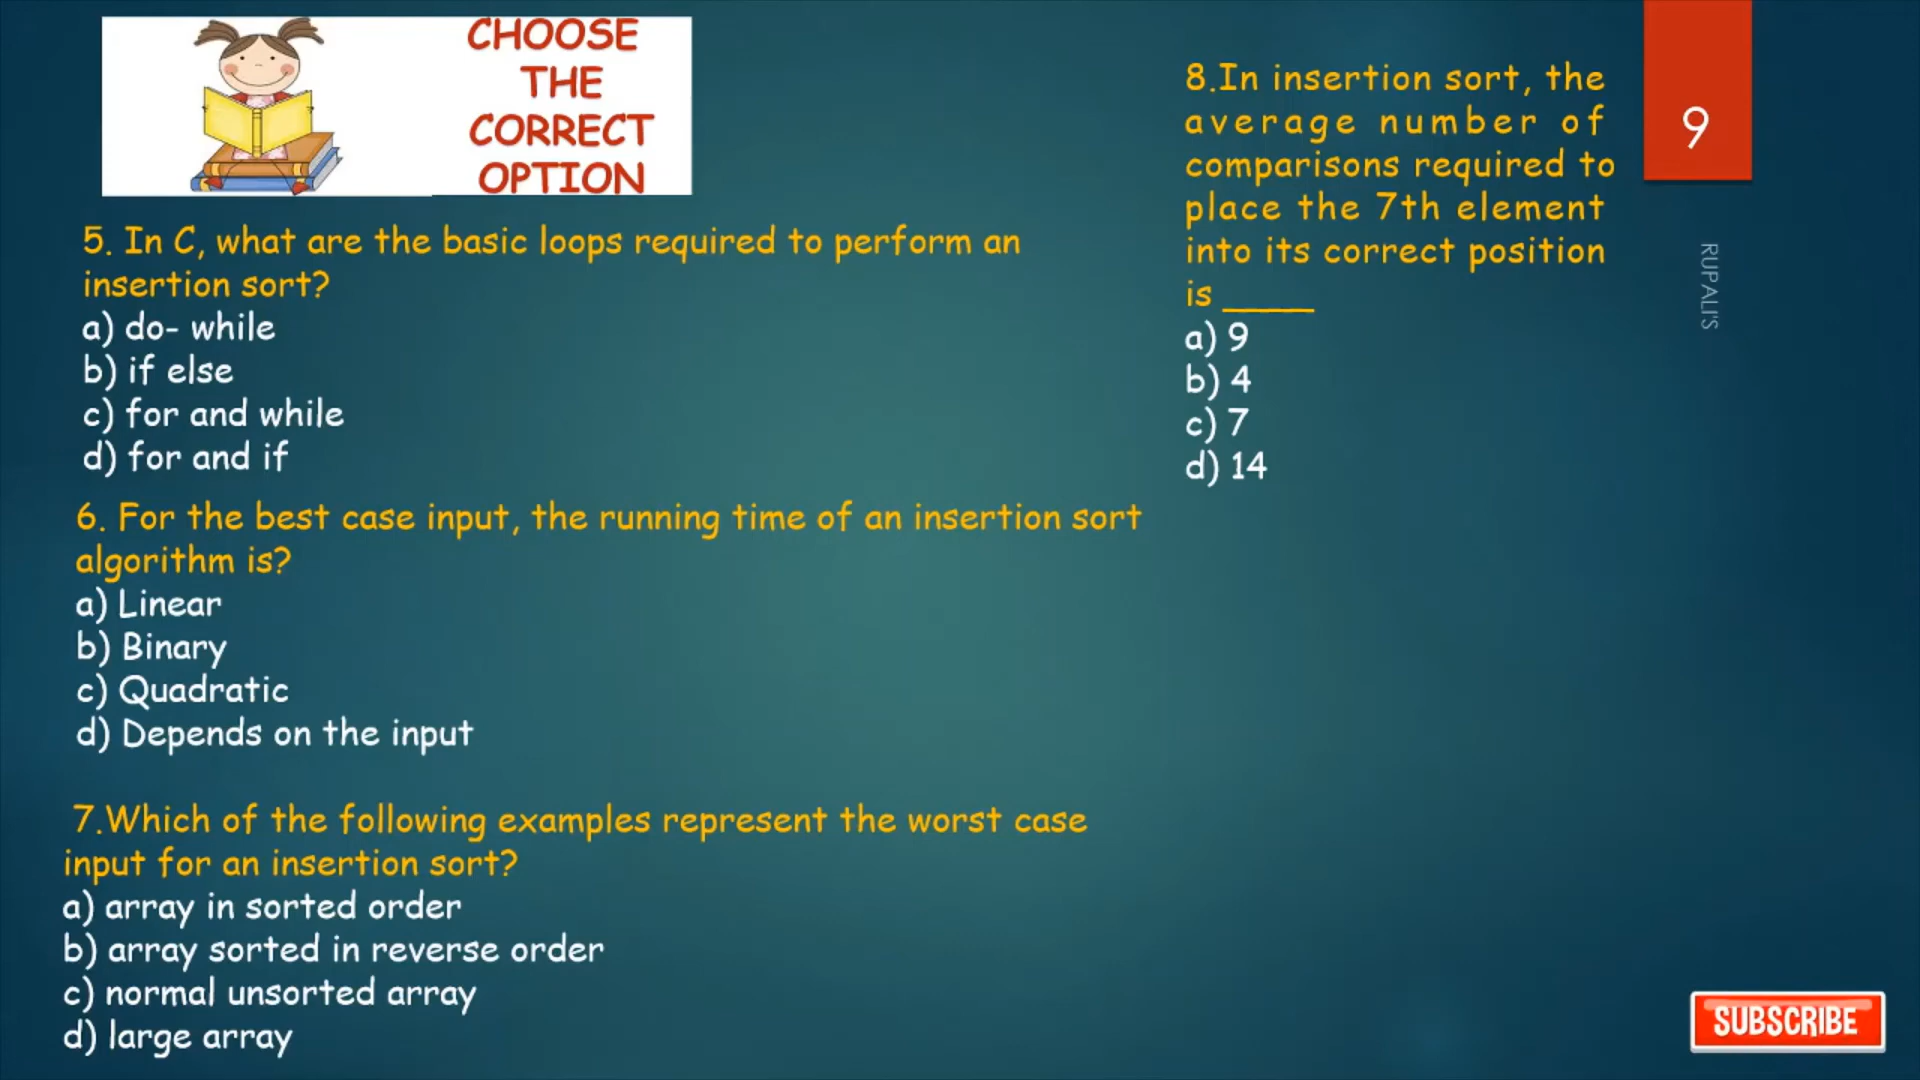 CHOOSE
THE
CORRECT
OPTION
5. In C, what are the basic loops required to perform an
insertion sort?
a) do- while
b) if else
c) for and while
d) for and if
6. For the best case input, the running time of an insertion sort
algorithm is?
a) Linear
b) Binary
c) Quadratic
d) Depends on the input
7.Which of the following examples represent the worst case
input for an insertion sort?
a) array in sorted order
b) array sorted in reverse order
c) normal unsorted array
d) large array
8.In insertion sort, the
average number of
comparisons required to
place the 7th element
into its correct position
is _____
a) 9
b) 4
c) 7
d) 14
9
RUPALI'S
SUBSCRIBE